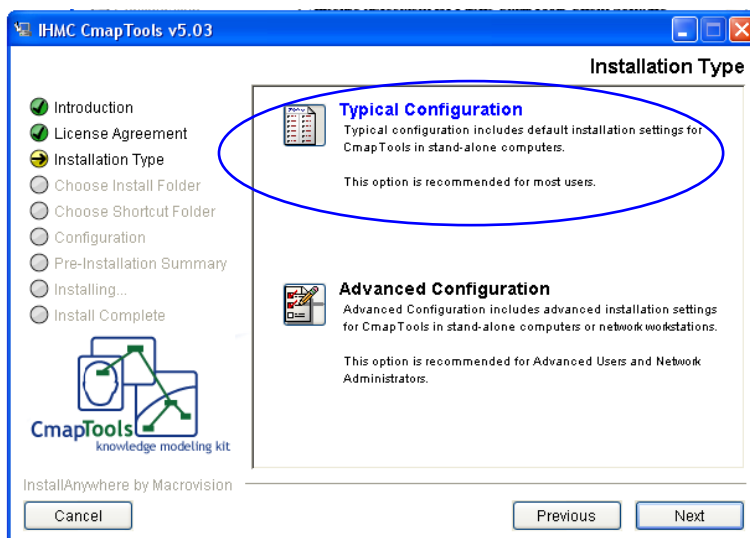 IHMC CmapTools v5.03
Installation Type
Introduction
License Agreement
Installation Type
Choose Install Folder
Choose Shortcut Folder
Configuration
Pre-Installation Summary
Installing...
Install Complete
CmapTools
knowledge modeling kit
Typical Configuration
Typical configuration includes default installation settings for
CmapTools in stand-alone computers.
This option is recommended for most users.
Advanced Configuration
Advanced Configuration includes advanced installation settings
for CmapTools in stand-alone computers or network workstations.
This option is recommended for Advanced Users and Network
Administrators.
InstallAnywhere by Macrovision
Cancel
Previous
Next